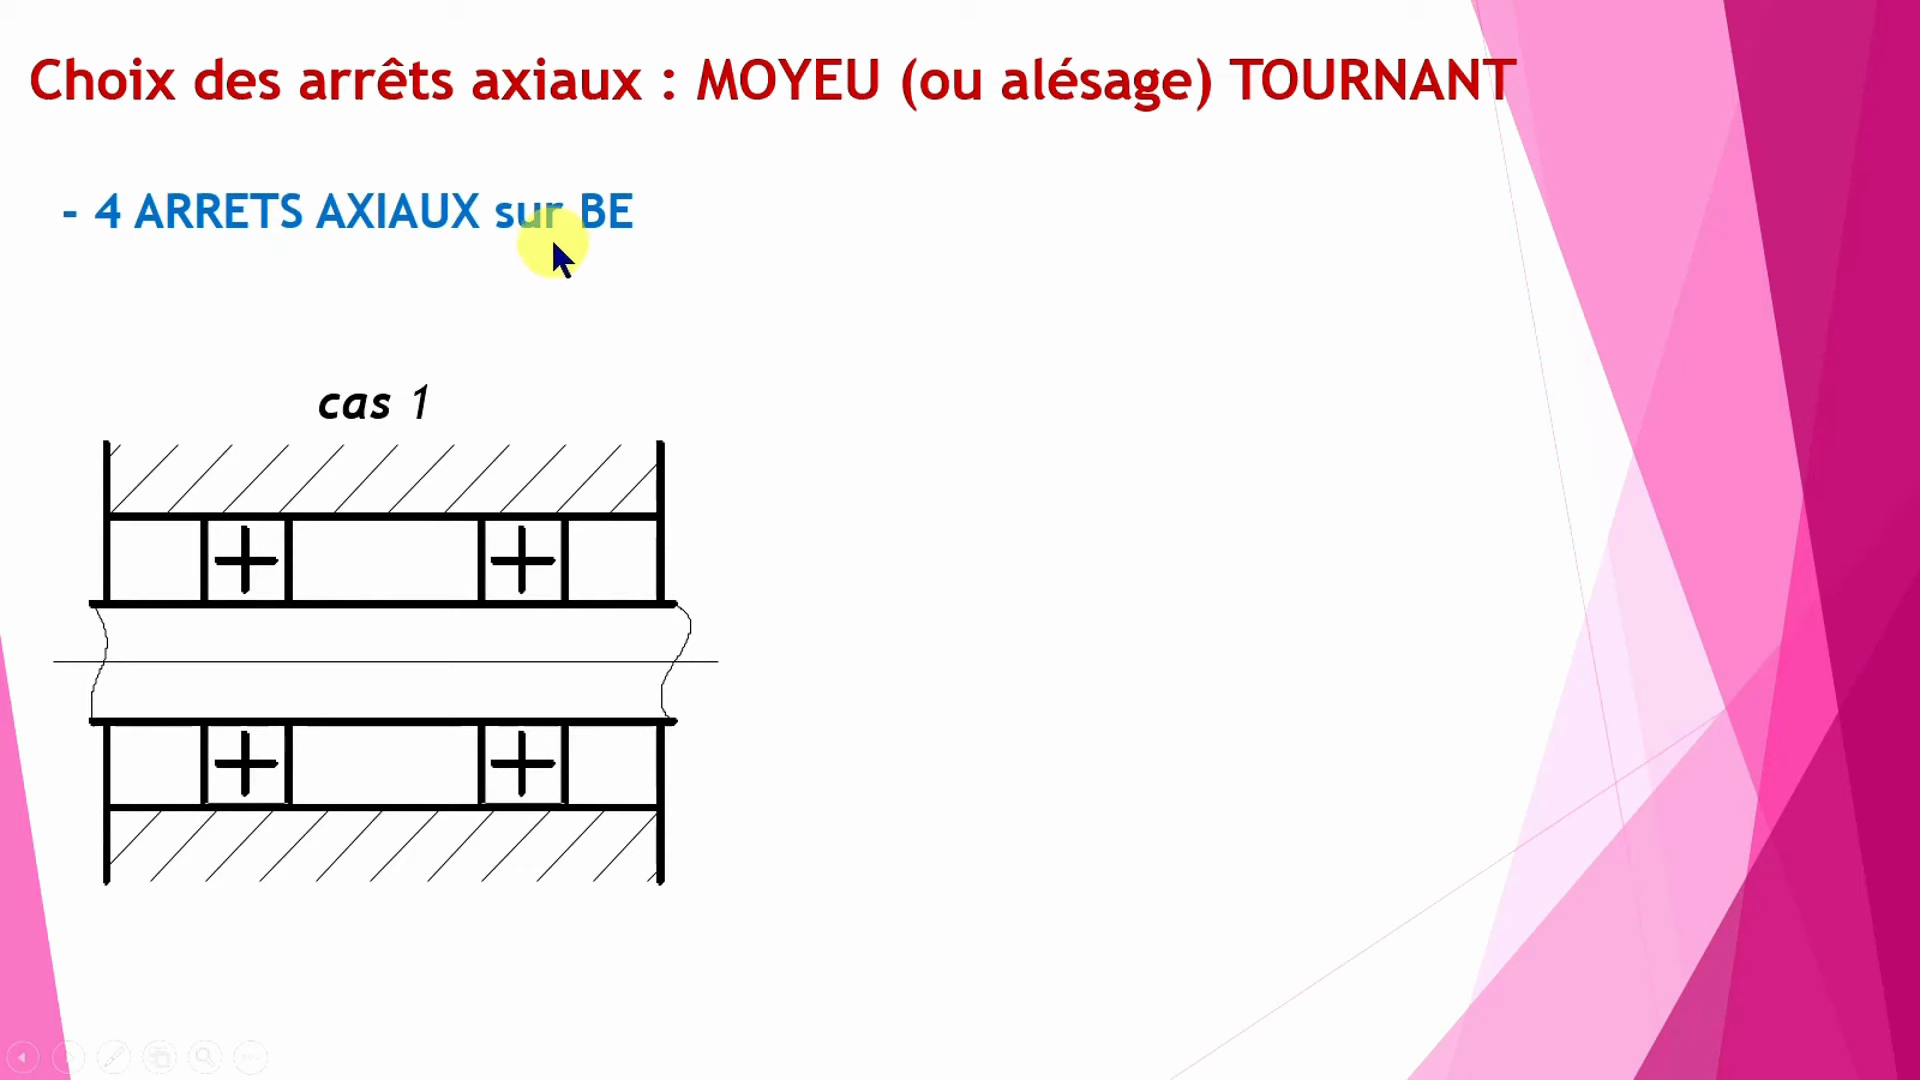 Choix des arrêts axiaux : MOYEU (ou alésage) TOURNANT
- 4 ARRETS AXIAUX sur BE
cas 1